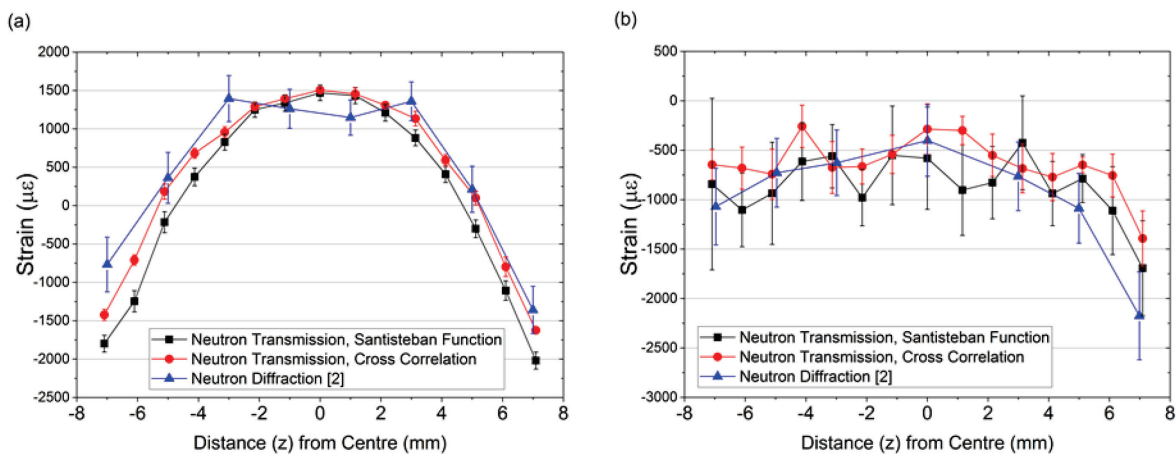 (a)
2000
1500
1000
500
0
-500
-1000
-1500
-2000
-2500
Strain (με)
Neutron Transmission, Santisteban Function
Neutron Transmission, Cross Correlation
Neutron Diffraction [2]
-8 -6 -4 -2 0 2 4 6 8
Distance (z) from Centre (mm)
(b)
500
0
-500
-1000
-1500
-2000
-2500
-3000
Strain (με)
Neutron Transmission, Santisteban Function
Neutron Transmission, Cross Correlation
Neutron Diffraction [2]
-8 -6 -4 -2 0 2 4 6 8
Distance (z) from Centre (mm)